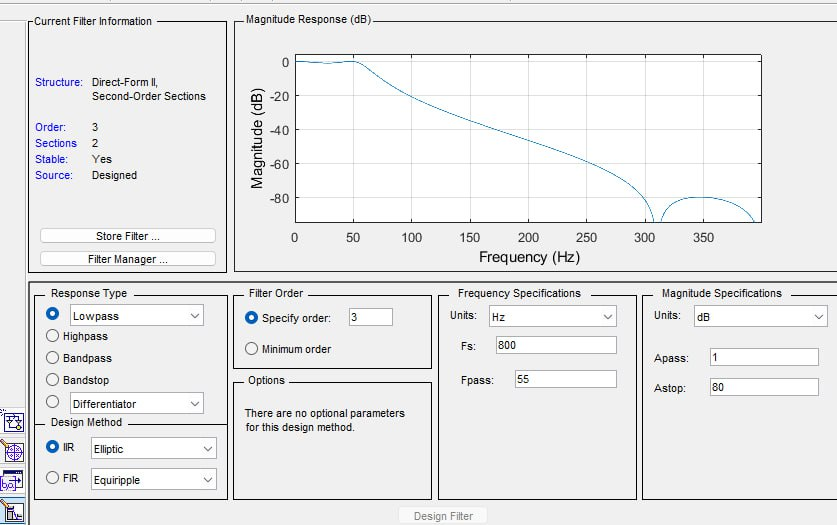 Current Filter Information
Structure: Direct-Form II,
Second-Order Sections
Order: 3
Sections 2
Stable: Yes
Source: Designed
Store Filter ...
Filter Manager ...
Magnitude Response (dB)
Magnitude (dB)
0
-20
-40
-60
-80
0 50 100 150 200 250 300 350
Frequency (Hz)
Response Type
Lowpass
Highpass
Bandpass
Bandstop
Differentiator
Design Method
IIR Elliptic
FIR Equiripple
Filter Order
Specify order: 3
Minimum order
Options
There are no optional parameters
for this design method.
Frequency Specifications
Units: Hz
Fs: 800
Fpass: 55
Magnitude Specifications
Units: dB
Apass: 1
Astop: 80
Design Filter